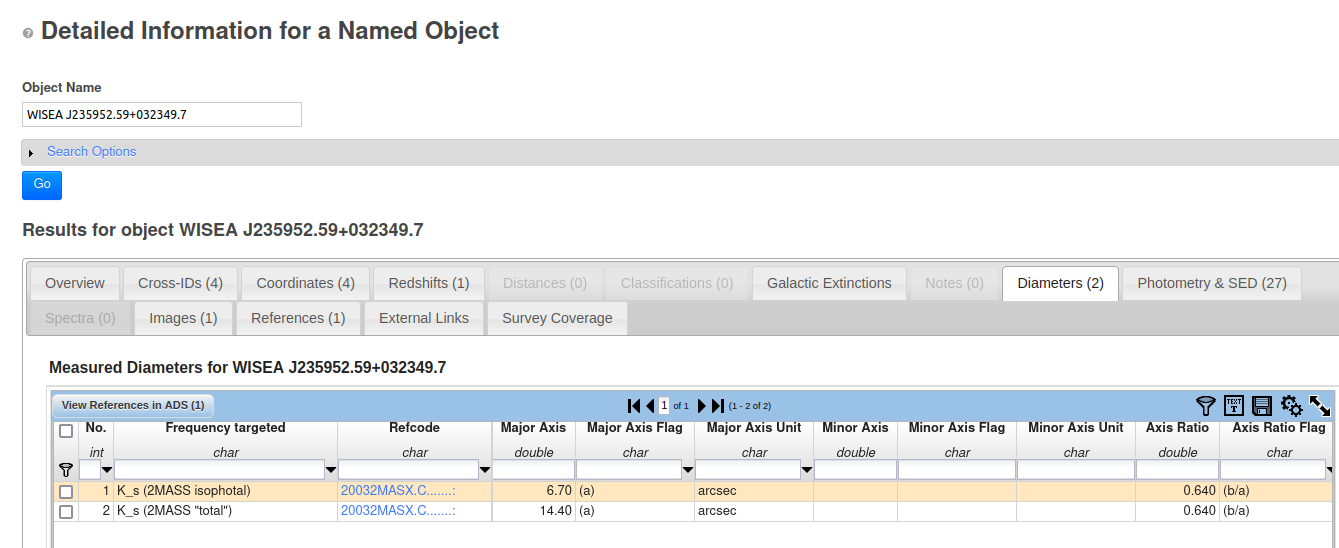 Detailed Information for a Named Object
Object Name
WISEA J235952.59+032349.7
Search Options
Go
Results for object WISEA J235952.59+032349.7
Overview Cross-IDs (4) Coordinates (4) Redshifts (1) Distances (0) Classifications (0) Galactic Extinctions Notes (0) Diameters (2) Photometry & SED (27)
Spectra (0) Images (1) References (1) External Links Survey Coverage
Measured Diameters for WISEA J235952.59+032349.7
View References in ADS (1) 1 of 1 (1 - 2 of 2) TEXT
No. Frequency targeted Refcode Major Axis Major Axis Flag Major Axis Unit Minor Axis Minor Axis Flag Minor Axis Unit Axis Ratio Axis Ratio Flag
int char char double char char double char char double char
1 K_s (2MASS isophotal) 20032MASX.C.......: 6.70 (a) arcsec 0.640 (b/a)
2 K_s (2MASS "total") 20032MASX.C.......: 14.40 (a) arcsec 0.640 (b/a)